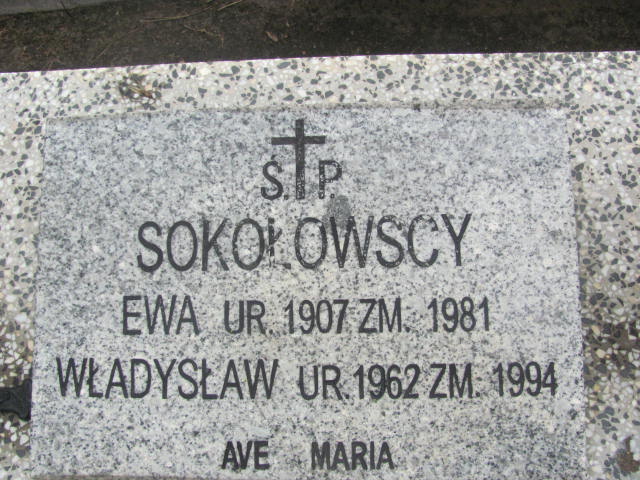 Ś. P.
SOKOŁOWSCY
EWA UR. 1907 ZM. 1981
WŁADYSŁAW UR. 1962 ZM. 1994
AVE MARIA